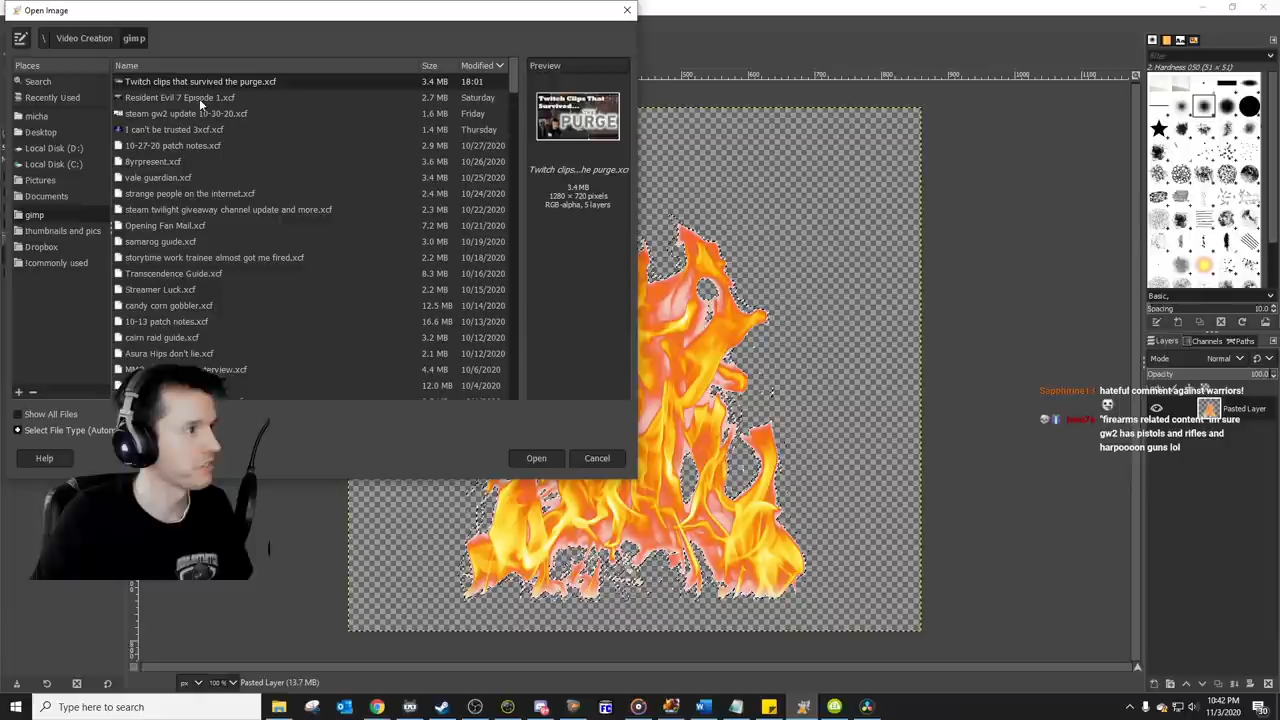 Open Image
\ Video Creation gimp
Places
Search
Recently Used
micha
Desktop
Local Disk (D:)
Local Disk (C:)
Pictures
Documents
gimp
thumbnails and pics
Dropbox
!commonly used
Name Size Modified
Twitch clips that survived the purge.xcf 3.4 MB 18:01
Resident Evil 7 Episode 1.xcf 2.7 MB Saturday
steam gw2 update 10-30-20.xcf 1.6 MB Friday
I can't be trusted 3xcf.xcf 1.4 MB Thursday
10-27-20 patch notes.xcf 2.9 MB 10/27/2020
8yrpresent.xcf 3.6 MB 10/26/2020
vale guardian.xcf 3.4 MB 10/25/2020
strange people on the internet.xcf 2.4 MB 10/24/2020
steam twilight giveaway channel update and more.xcf 2.3 MB 10/22/2020
Opening Fan Mail.xcf 7.2 MB 10/21/2020
samarog guide.xcf 3.0 MB 10/19/2020
storytime work trainee almost got me fired.xcf 2.2 MB 10/18/2020
Transcendence Guide.xcf 8.3 MB 10/16/2020
Streamer Luck.xcf 2.2 MB 10/15/2020
candy corn gobbler.xcf 12.5 MB 10/14/2020
10-13 patch notes.xcf 16.6 MB 10/13/2020
cairn raid guide.xcf 3.2 MB 10/12/2020
Asura Hips don't lie.xcf 2.1 MB 10/12/2020
4.4 MB 10/6/2020
12.0 MB 10/4/2020
Preview
Twitch Clips That
Survived...
THE
PURGE
Twitch clips...he purge.xcf
3.4 MB
1280 × 720 pixels
RGB-alpha, 5 layers
Show All Files
Select File Type (Autom
Help Open Cancel
500 600 700 800 900 1000 1100
filter
2. Hardness 050 (51 × 51)
Basic,
Spacing 10.0
Layers Channels Paths
Mode Normal
Opacity 100.0
Pasted Layer
hateful comment against warriors!
"firearms related content" im sure
gw2 has pistols and rifles and
harpoooon guns lol
px 100 % Pasted Layer (13.7 MB)
Type here to search
10:42 PM
11/3/2020
30